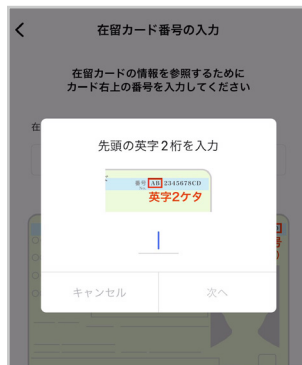 在留カード番号の入力
在留カードの情報を参照するために
カード右上の番号を入力してください
在
先頭の英字2桁を入力
番号 AB 2345678CD
英字2ケタ
キャンセル
次へ